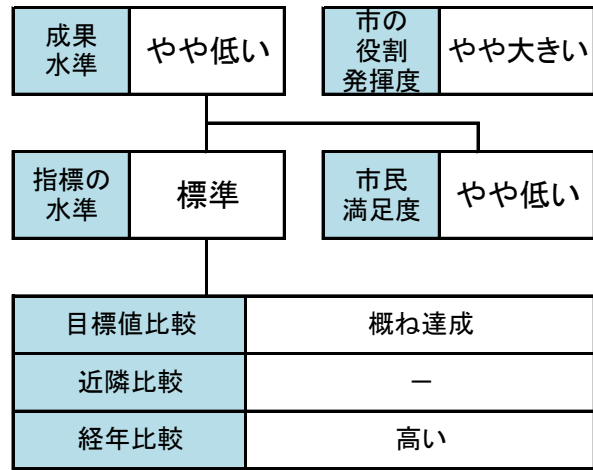 成果
水準
やや低い
市の
役割
発揮度
やや大きい
指標の
水準
標準
市民
満足度
やや低い
目標値比較
概ね達成
近隣比較
－
経年比較
高い